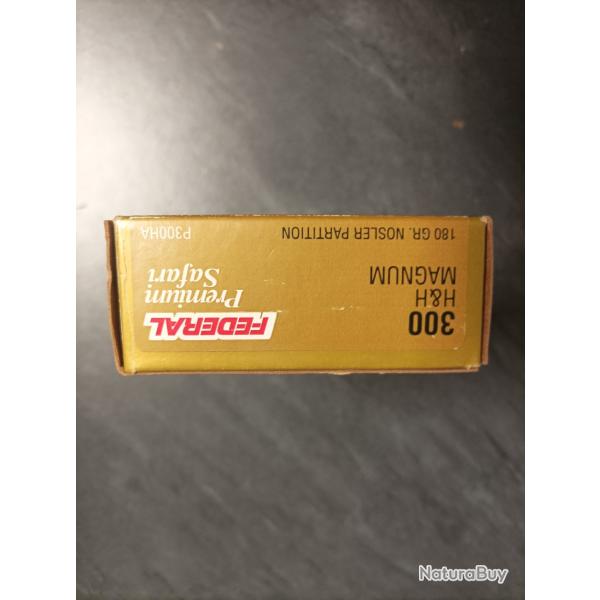 300
H&H
MAGNUM
FEDERAL
Premium
Safari
180 GR. NOSLER PARTITION
P300HA
NaturaBuy